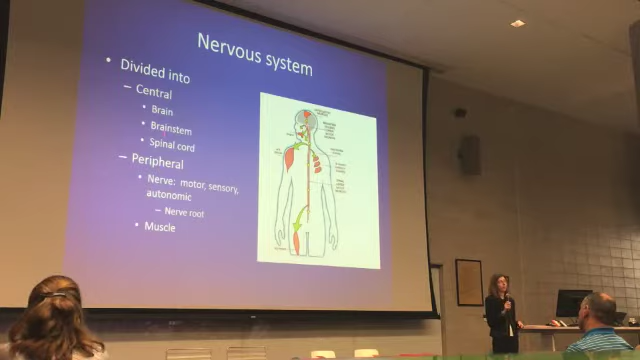 Nervous system
• Divided into
– Central
• Brain
• Brainstem
• Spinal cord
– Peripheral
• Nerve: motor, sensory,
autonomic
– Nerve root
• Muscle